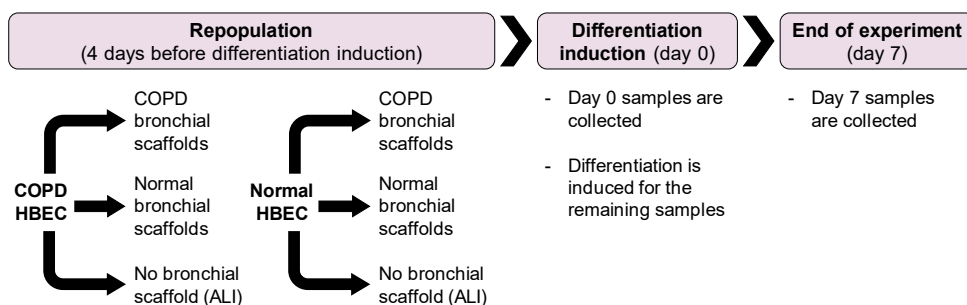 Repopulation
(4 days before differentiation induction)
Differentiation
induction (day 0)
End of experiment
(day 7)
COPD
HBEC
COPD
bronchial
scaffolds
Normal
bronchial
scaffolds
No bronchial
scaffold (ALI)
Normal
HBEC
COPD
bronchial
scaffolds
Normal
bronchial
scaffolds
No bronchial
scaffold (ALI)
- Day 0 samples are
collected
- Differentiation is
induced for the
remaining samples
- Day 7 samples
are collected